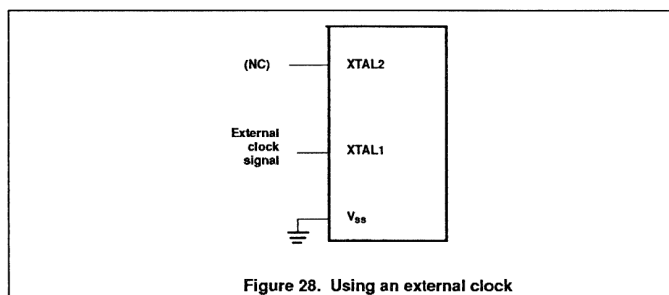 (NC) XTAL2
External
clock
signal
XTAL1
Vss
Figure 28. Using an external clock